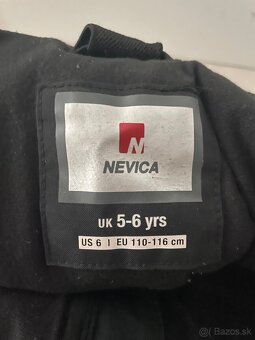 N
NEVICA
UK 5-6 yrs
US 6 | EU 110-116 cm
bazos.sk